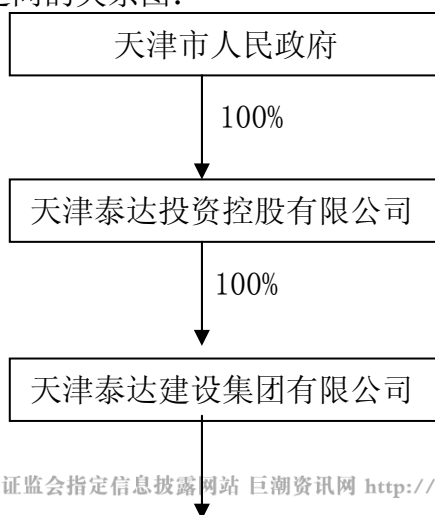 天津市人民政府
100%
天津泰达投资控股有限公司
100%
天津泰达建设集团有限公司
证监会指定信息披露网站 巨潮资讯网 http://